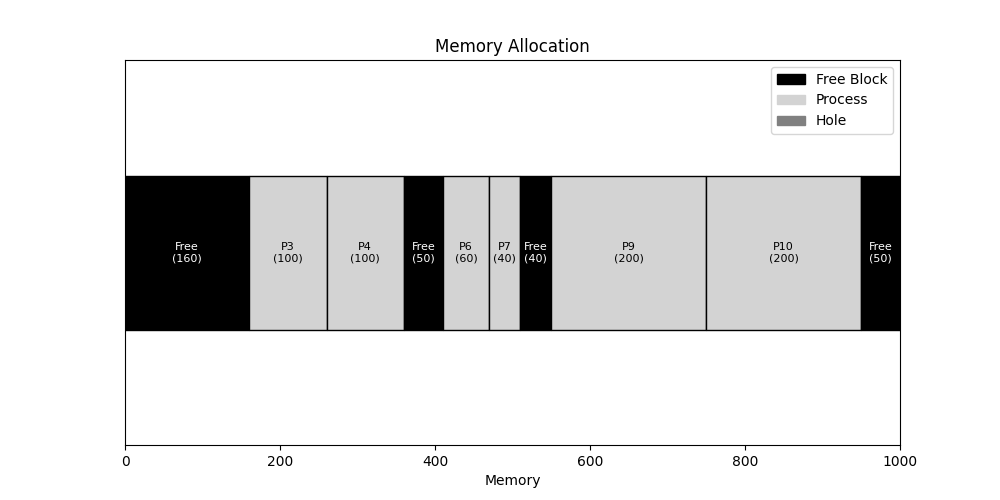 Memory Allocation
Free Block
Process
Hole
Free
(160)
P3
(100)
P4
(100)
Free
(50)
P6
(60)
P7
(40)
Free
(40)
P9
(200)
P10
(200)
Free
(50)
0 200 400 600 800 1000
Memory